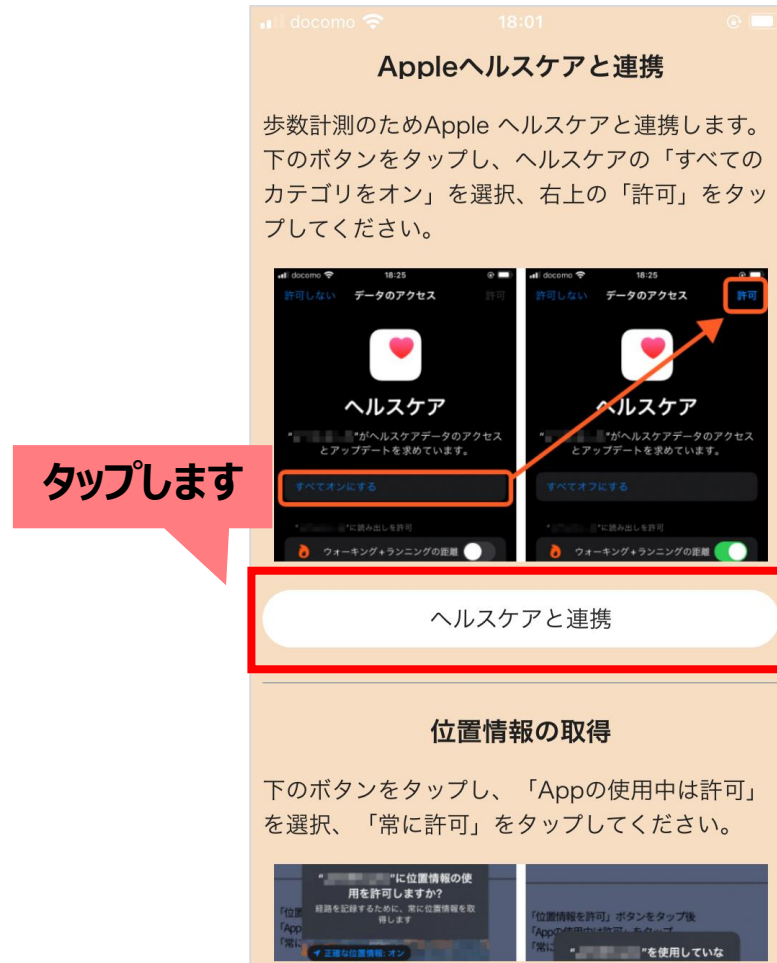 docomo 18:01
Appleヘルスケアと連携
歩数計測のためApple ヘルスケアと連携します。
下のボタンをタップし、ヘルスケアの「すべての
カテゴリをオン」を選択、右上の「許可」をタッ
プしてください。
docomo 18:25
許可しない データのアクセス 許可
ヘルスケア
“ ”がヘルスケアデータのアクセス
とアップデートを求めています。
すべてオンにする
“ ”に読み出しを許可
ウォーキング+ランニングの距離
docomo 18:25
許可しない データのアクセス 許可
ヘルスケア
“ ”がヘルスケアデータのアクセス
とアップデートを求めています。
すべてオフにする
“ ”に読み出しを許可
ウォーキング+ランニングの距離
タップします
ヘルスケアと連携
位置情報の取得
下のボタンをタップし、「Appの使用中は許可」
を選択、「常に許可」をタップしてください。
“ ”に位置情報の使
用を許可しますか?
経路を記録するために、常に位置情報を取
得します
正確な位置情報: オン
「位置情報を許可」ボタンをタップ後
「Appの使用中は許可」をタップ
「常に
“ ”を使用していな